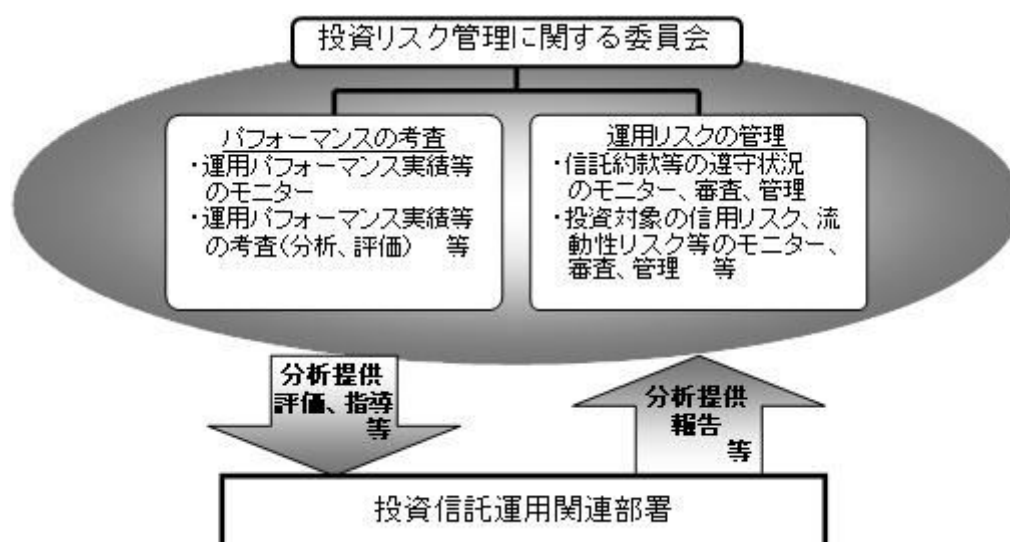 投資リスク管理に関する委員会
パフォーマンスの考査
・運用パフォーマンス実績等
のモニター
・運用パフォーマンス実績等
の考査(分析、評価)　等
運用リスクの管理
・信託約款等の遵守状況
のモニター、審査、管理
・投資対象の信用リスク、流
動性リスク等のモニター、
審査、管理　等
分析提供
評価、指導
等
分析提供
報告
等
投資信託運用関連部署